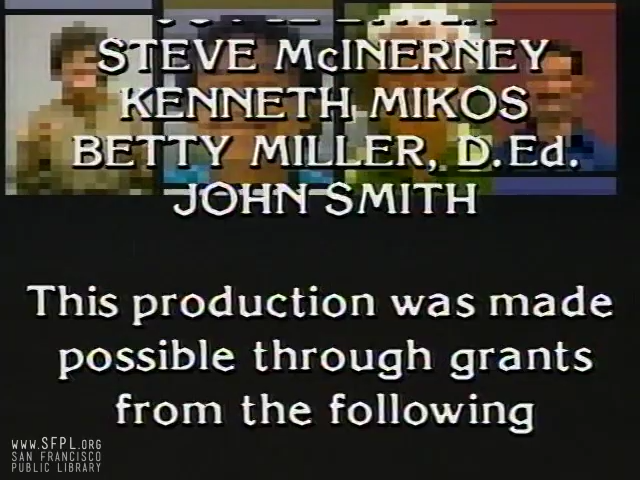 STEVE McINERNEY
KENNETH MIKOS
BETTY MILLER, D.Ed.
JOHN SMITH
This production was made
possible through grants
from the following
www.SFPL.ORG
SAN FRANCISCO
PUBLIC LIBRARY